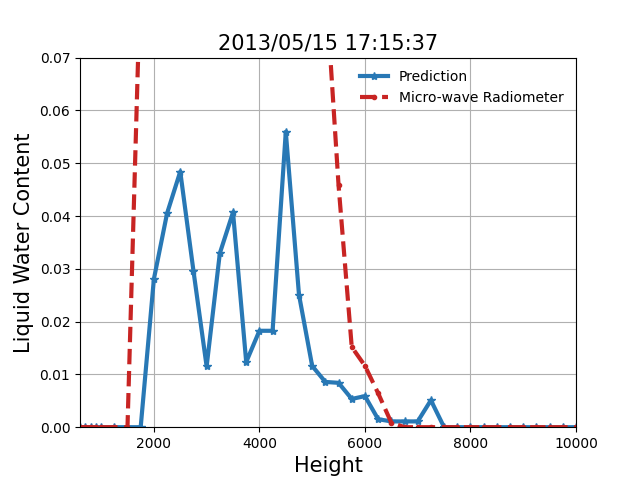 2013/05/15 17:15:37
0.07
0.06
0.05
0.04
0.03
0.02
0.01
0.00
Liquid Water Content
Prediction
Micro-wave Radiometer
2000 4000 6000 8000 10000
Height